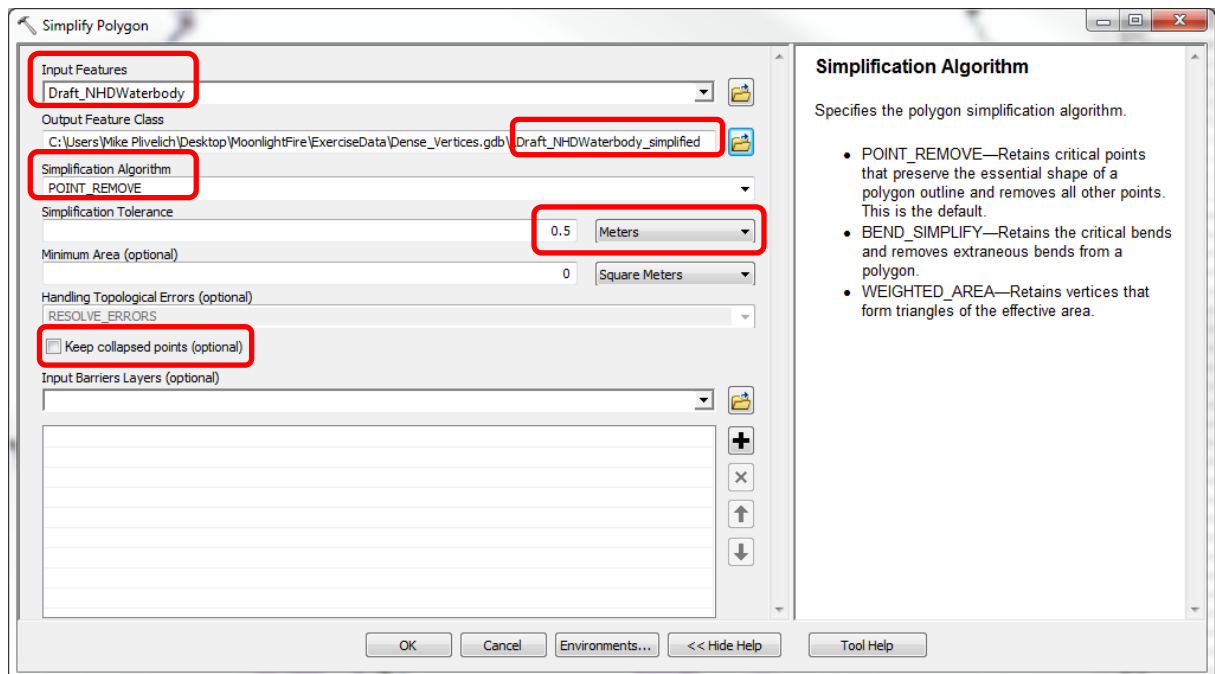 Simplify Polygon
Input Features
Draft_NHDWaterbody
Output Feature Class
C:\Users\Mike Plivelich\Desktop\MoonlightFire\ExerciseData\Dense_Vertices.gdb\Draft_NHDWaterbody_simplified
Simplification Algorithm
POINT_REMOVE
Simplification Tolerance
0.5 Meters
Minimum Area (optional)
0 Square Meters
Handling Topological Errors (optional)
RESOLVE_ERRORS
Keep collapsed points (optional)
Input Barriers Layers (optional)
OK Cancel Environments... << Hide Help Tool Help
Simplification Algorithm
Specifies the polygon simplification algorithm.
• POINT_REMOVE—Retains critical points
that preserve the essential shape of a
polygon outline and removes all other points.
This is the default.
• BEND_SIMPLIFY—Retains the critical bends
and removes extraneous bends from a
polygon.
• WEIGHTED_AREA—Retains vertices that
form triangles of the effective area.